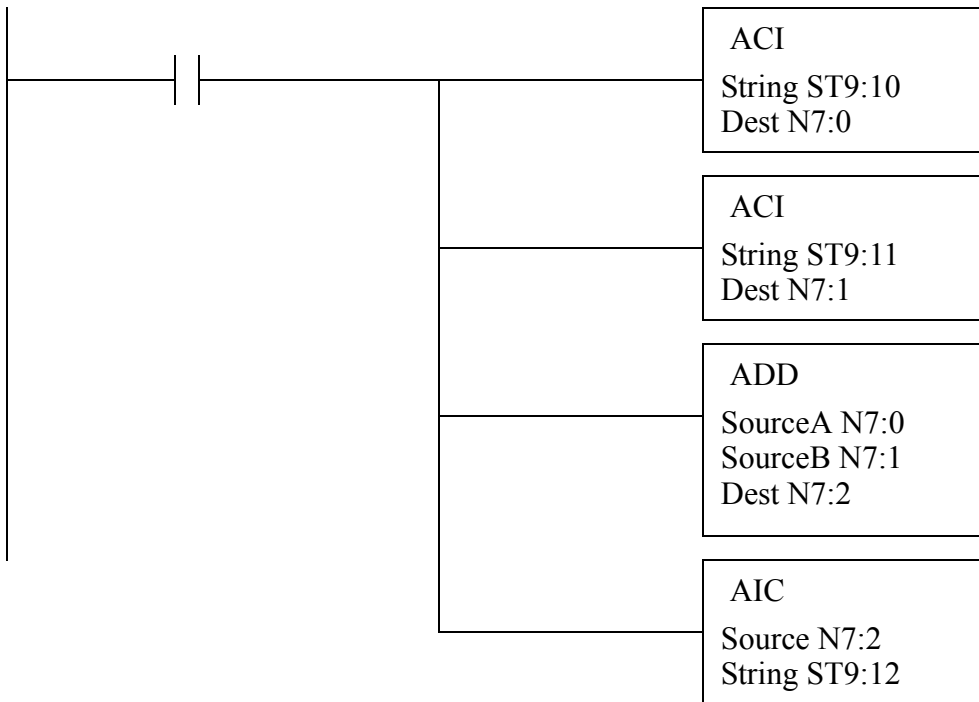 ACI
String ST9:10
Dest N7:0
ACI
String ST9:11
Dest N7:1
ADD
SourceA N7:0
SourceB N7:1
Dest N7:2
AIC
Source N7:2
String ST9:12